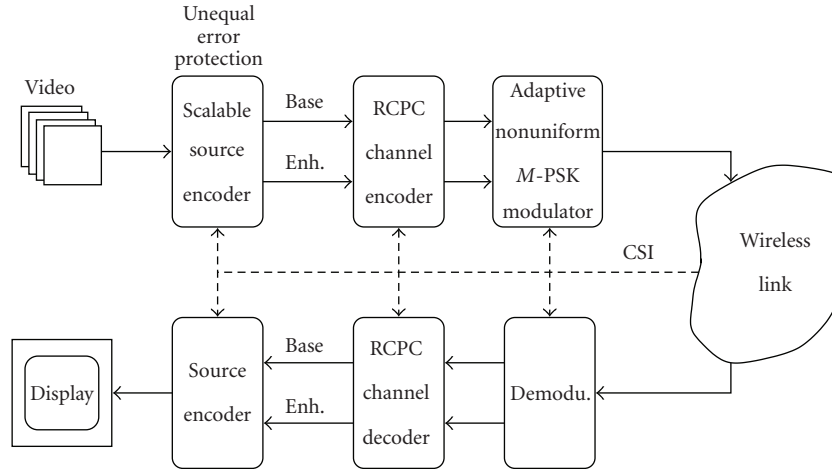 Unequal
error
protection
Video
Scalable
source
encoder
Base
Enh.
RCPC
channel
encoder
Adaptive
nonuniform
M-PSK
modulator
Wireless
link
CSI
Display
Source
encoder
Base
Enh.
RCPC
channel
decoder
Demodu.